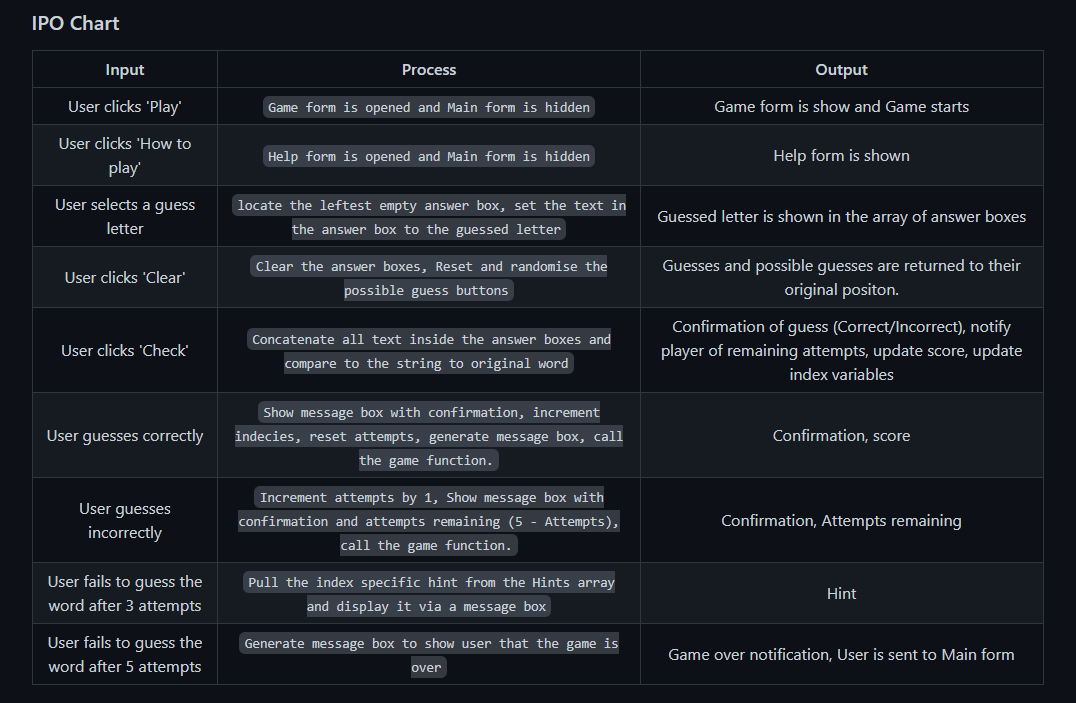 IPO Chart
Input Process Output
User clicks 'Play' Game form is opened and Main form is hidden Game form is show and Game starts
User clicks 'How to
play'
Help form is opened and Main form is hidden
Help form is shown
User selects a guess
letter
locate the leftest empty answer box, set the text in
the answer box to the guessed letter
Guessed letter is shown in the array of answer boxes
User clicks 'Clear'
Clear the answer boxes, Reset and randomise the
possible guess buttons
Guesses and possible guesses are returned to their
original positon.
User clicks 'Check'
Concatenate all text inside the answer boxes and
compare to the string to original word
Confirmation of guess (Correct/Incorrect), notify
player of remaining attempts, update score, update
index variables
User guesses correctly
Show message box with confirmation, increment
indecies, reset attempts, generate message box, call
the game function.
Confirmation, score
User guesses
incorrectly
Increment attempts by 1, Show message box with
confirmation and attempts remaining (5 - Attempts),
call the game function.
Confirmation, Attempts remaining
User fails to guess the
word after 3 attempts
Pull the index specific hint from the Hints array
and display it via a message box
Hint
User fails to guess the
word after 5 attempts
Generate message box to show user that the game is
over
Game over notification, User is sent to Main form